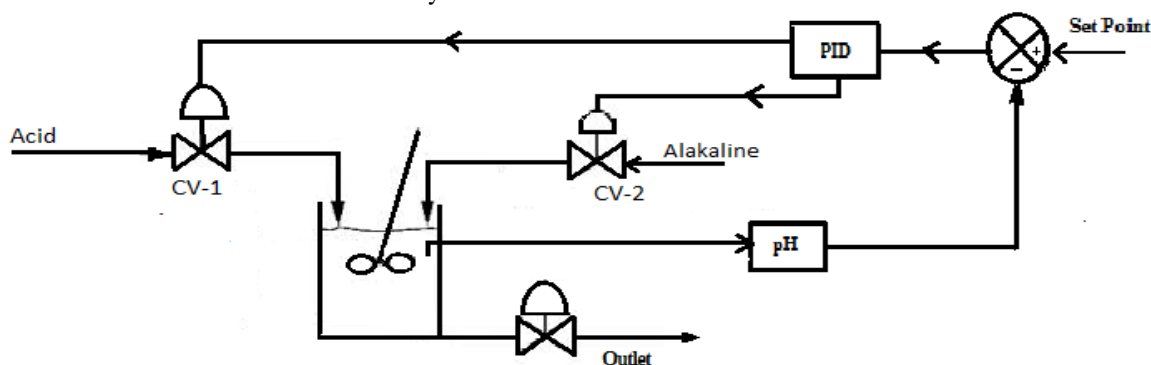 Set Point
PID
+
−
Acid
Alakaline
CV-1
CV-2
pH
Outlet